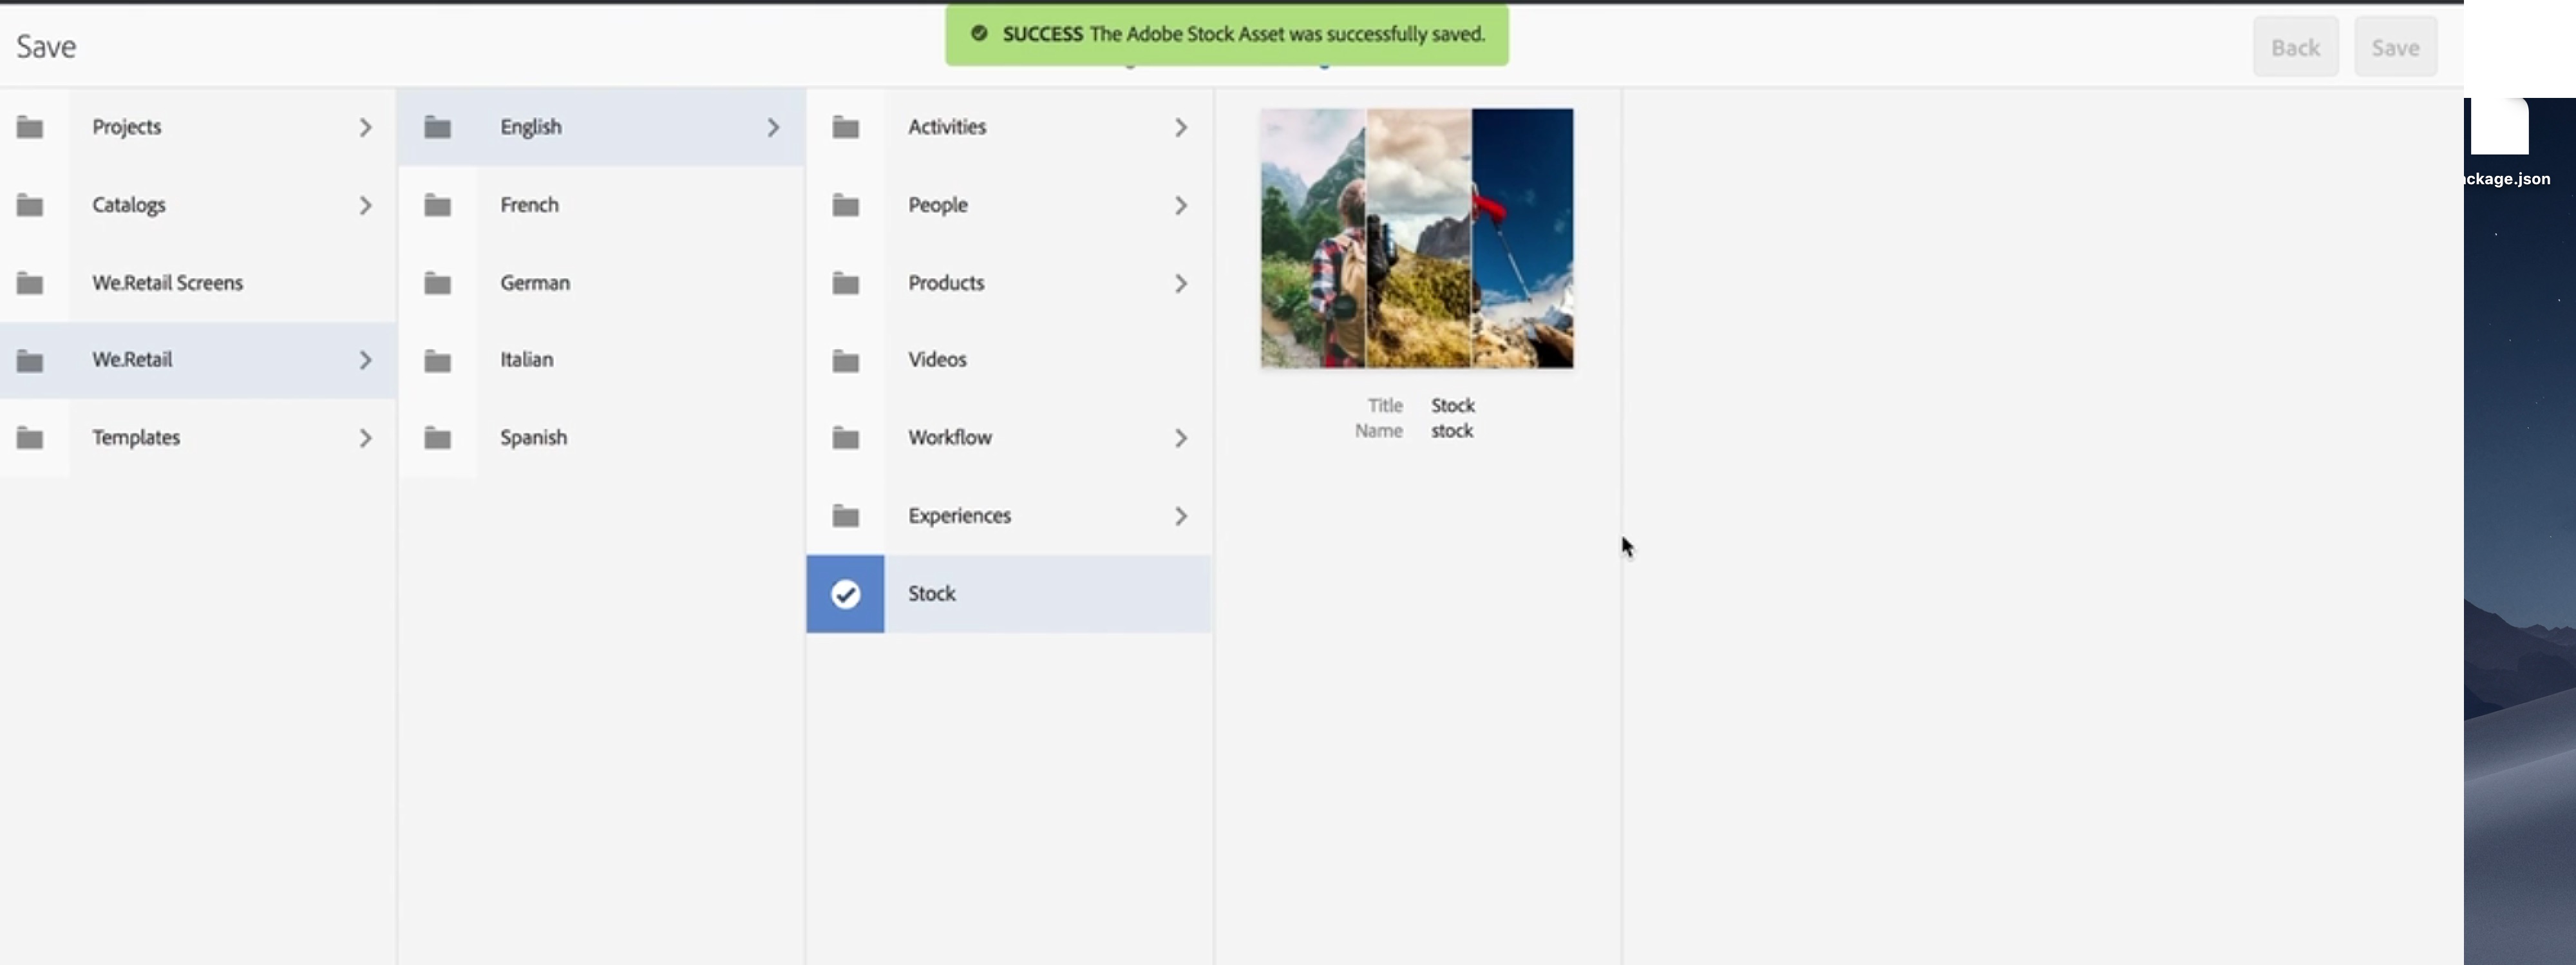 Save
SUCCESS The Adobe Stock Asset was successfully saved.
Back
Save
Projects
Catalogs
We.Retail Screens
We.Retail
Templates
English
French
German
Italian
Spanish
Activities
People
Products
Videos
Workflow
Experiences
Stock
Title Stock
Name stock
ackage.json